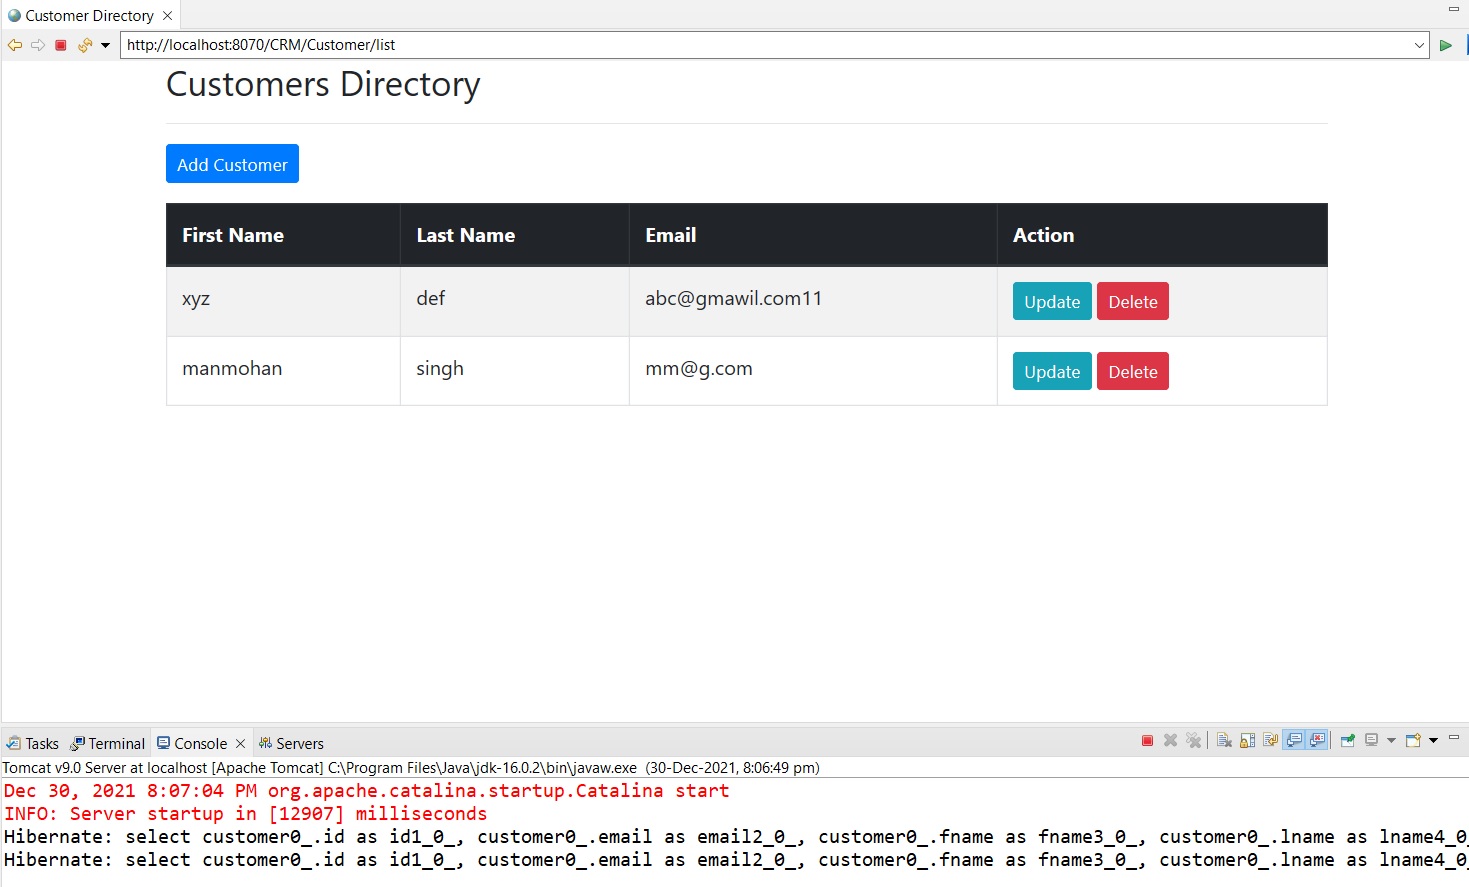 Customer Directory
http://localhost:8070/CRM/Customer/list
Customers Directory
Add Customer
First Name Last Name Email Action
xyz def abc@gmawil.com11 Update Delete
manmohan singh mm@g.com Update Delete
Tasks Terminal Console Servers
Tomcat v9.0 Server at localhost [Apache Tomcat] C:\Program Files\Java\jdk-16.0.2\bin\javaw.exe (30-Dec-2021, 8:06:49 pm)
Dec 30, 2021 8:07:04 PM org.apache.catalina.startup.Catalina start
INFO: Server startup in [12907] milliseconds
Hibernate: select customer0_.id as id1_0_, customer0_.email as email2_0_, customer0_.fname as fname3_0_, customer0_.lname as lname4_0_
Hibernate: select customer0_.id as id1_0_, customer0_.email as email2_0_, customer0_.fname as fname3_0_, customer0_.lname as lname4_0_